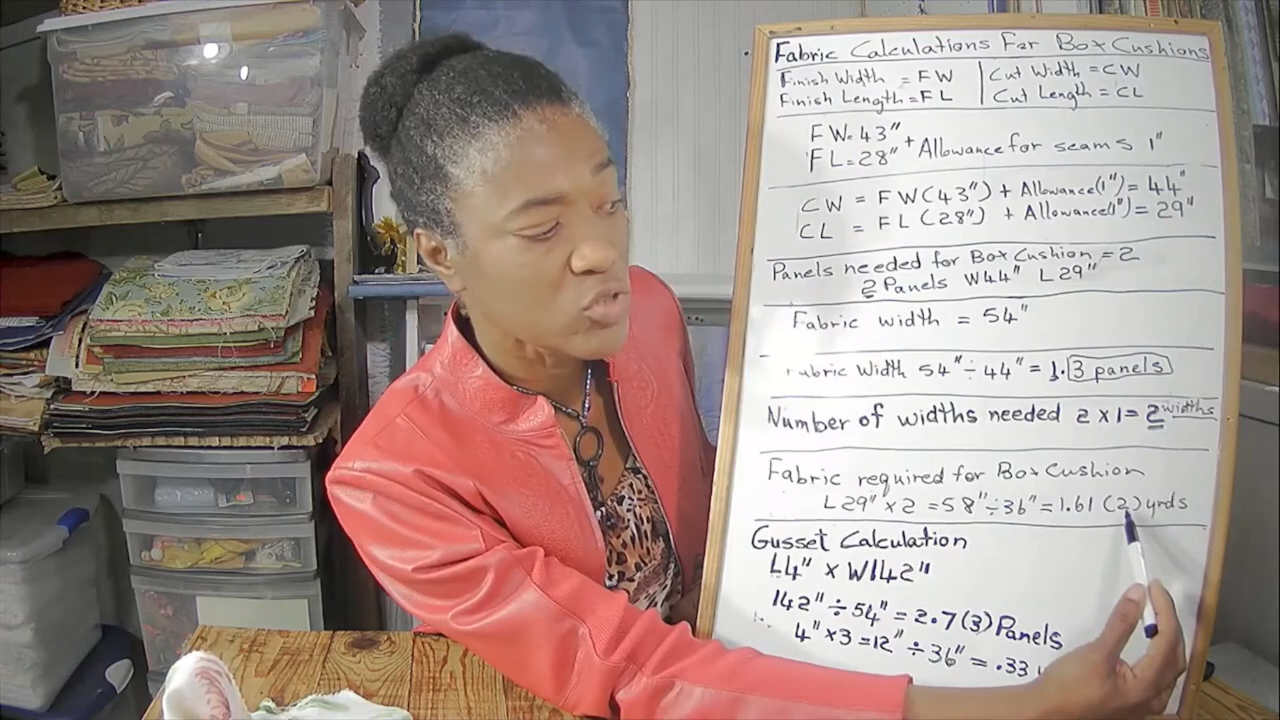 Fabric Calculations For Box Cushions
Finish Width = FW | Cut Width = CW
Finish Length = FL | Cut Length = CL
FW = 43"
FL = 28" + Allowance for seams 1"
CW = FW (43") + Allowance (1") = 44"
CL = FL (28") + Allowance (1") = 29"
Panels needed for Box Cushion = 2
2 Panels W44" L29"
Fabric width = 54"
Fabric Width 54" ÷ 44" = 1.3 panels
Number of widths needed 2 x 1 = 2 widths
Fabric required for Box Cushion
L29" x 2 = 58" ÷ 36" = 1.61 (2) yrds
Gusset Calculation
L4" x W142"
142" ÷ 54" = 2.7 (3) Panels
4" x 3 = 12" ÷ 36" = .33